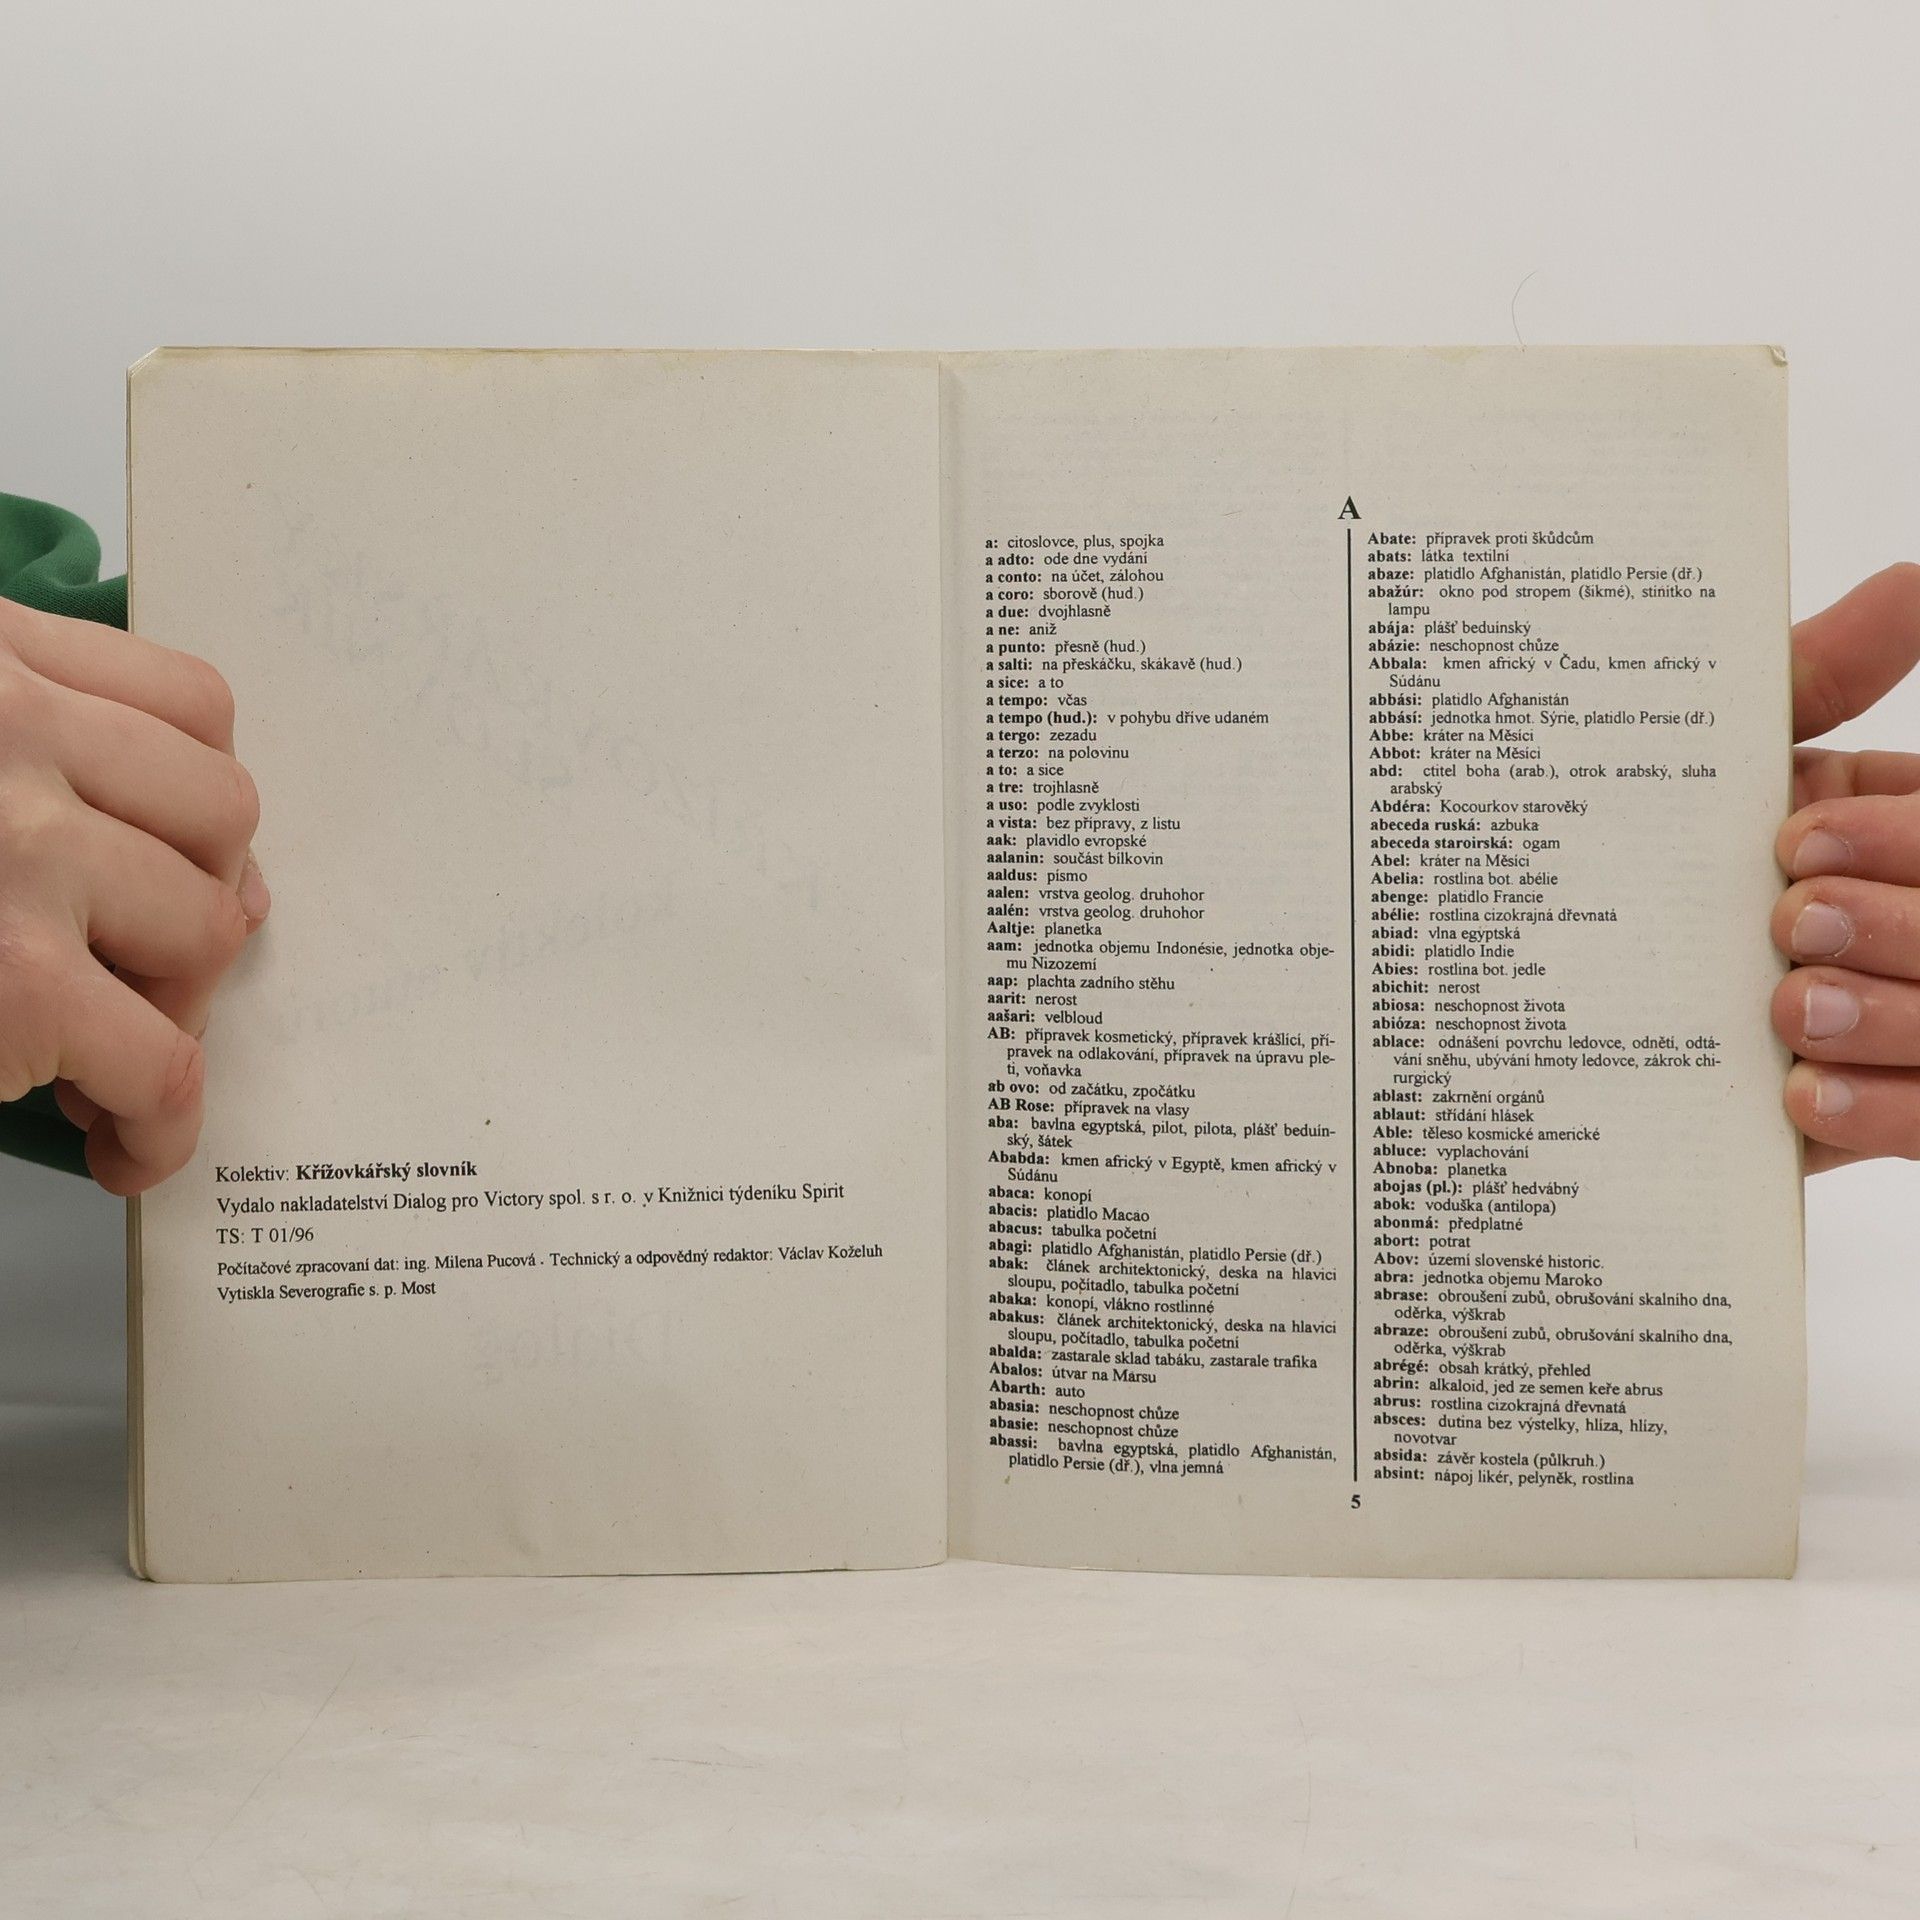 Kolektiv: Křížovkářský slovník
Vydalo nakladatelství Dialog pro Victory spol. s r. o. v Knižnici týdeníku Spirit
TS: T 01/96
Počítačové zpracovaní dat: ing. Milena Pucová . Technický a odpovědný redaktor: Václav Koželuh
Vytiskla Severografie s. p. Most
A
a: citoslovce, plus, spojka
a adto: ode dne vydání
a conto: na účet, zálohou
a coro: sborově (hud.)
a due: dvojhlasně
a ne: aniž
a punto: přesně (hud.)
a salti: na přeskáčku, skákavě (hud.)
a sice: a to
a tempo: včas
a tempo (hud.): v pohybu dříve udaném
a tergo: zezadu
a terzo: na polovinu
a to: a sice
a tre: trojhlasně
a uso: podle zvyklosti
a vista: bez přípravy, z listu
aak: plavidlo evropské
aalanin: součást bílkovin
aaldus: písmo
aalen: vrstva geolog. druhohor
aalén: vrstva geolog. druhohor
Aaltje: planetka
aam: jednotka objemu Indonésie, jednotka obje-
mu Nizozemí
aap: plachta zadního stěhu
aarit: nerost
aašari: velbloud
AB: přípravek kosmetický, přípravek krášlící, pří-
pravek na odlakování, přípravek na úpravu ple-
ti, voňavka
ab ovo: od začátku, zpočátku
AB Rose: přípravek na vlasy
aba: bavlna egyptská, pilot, pilota, plášť beduín-
ský, šátek
Ababda: kmen africký v Egyptě, kmen africký v
Súdánu
abaca: konopí
abacis: platidlo Macao
abacus: tabulka početní
abagi: platidlo Afghanistán, platidlo Persie (dř.)
abak: článek architektonický, deska na hlavici
sloupu, počítadlo, tabulka početní
abaka: konopí, vlákno rostlinné
abakus: článek architektonický, deska na hlavici
sloupu, počítadlo, tabulka početní
abalda: zastarale sklad tabáku, zastarale trafika
Abalos: útvar na Marsu
Abarth: auto
abasia: neschopnost chůze
abasie: neschopnost chůze
abassi: bavlna egyptská, platidlo Afghanistán,
platidlo Persie (dř.), vlna jemná
Abate: přípravek proti škůdcům
abats: látka textilní
abaze: platidlo Afghanistán, platidlo Persie (dř.)
abažúr: okno pod stropem (šikmé), stínítko na
lampu
abája: plášť beduínský
abázie: neschopnost chůze
Abbala: kmen africký v Čadu, kmen africký v
Súdánu
abbási: platidlo Afghanistán
abbásí: jednotka hmot. Sýrie, platidlo Persie (dř.)
Abbe: kráter na Měsíci
Abbot: kráter na Měsíci
abd: ctitel boha (arab.), otrok arabský, sluha
arabský
Abdéra: Kocourkov starověký
abeceda ruská: azbuka
abeceda staroirská: ogam
Abel: kráter na Měsíci
Abelia: rostlina bot. abélie
abenge: platidlo Francie
abélie: rostlina cizokrajná dřevnatá
abiad: vlna egyptská
abidi: platidlo Indie
Abies: rostlina bot. jedle
abichit: nerost
abiosa: neschopnost života
abióza: neschopnost života
ablace: odnášení povrchu ledovce, odnětí, odtá-
vání sněhu, ubývání hmoty ledovce, zákrok chi-
rurgický
ablast: zakrnění orgánů
ablaut: střídání hlásek
Able: těleso kosmické americké
abluce: vyplachování
Abnoba: planetka
abojas (pl.): plášť hedvábný
abok: voduška (antilopa)
abonmá: předplatné
abort: potrat
Abov: území slovenské historic.
abra: jednotka objemu Maroko
abrase: obroušení zubů, obrušování skalního dna,
oděrka, výškrab
abraze: obroušení zubů, obrušování skalního dna,
oděrka, výškrab
abrégé: obsah krátký, přehled
abrin: alkaloid, jed ze semen keře abrus
abrus: rostlina cizokrajná dřevnatá
absces: dutina bez výstelky, hlíza, hlízy,
novotvar
absida: závěr kostela (půlkruh.)
absint: nápoj likér, pelyněk, rostlina
5